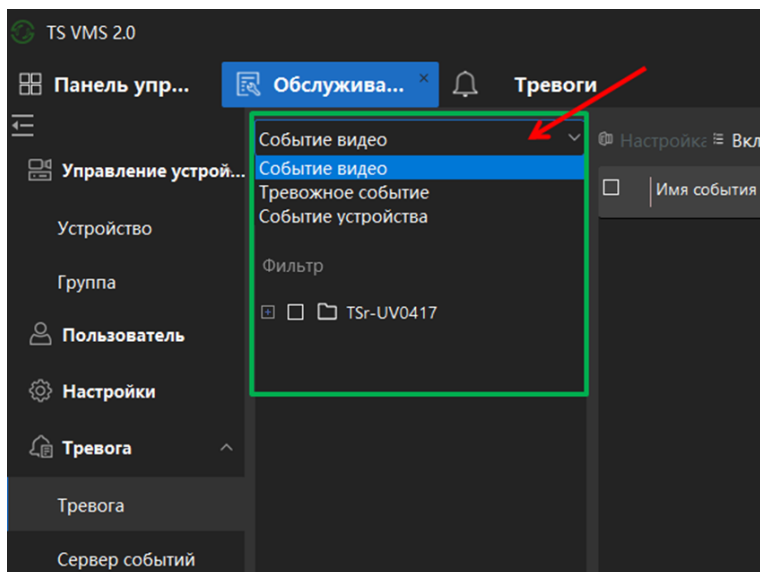 TS VMS 2.0
Панель упр...
Обслужива...
Тревоги
Управление устрой...
Устройство
Группа
Пользователь
Настройки
Тревога
Тревога
Сервер событий
Событие видео
Событие видео
Тревожное событие
Событие устройства
Фильтр
TSr-UV0417
Настройка Вкл
Имя события